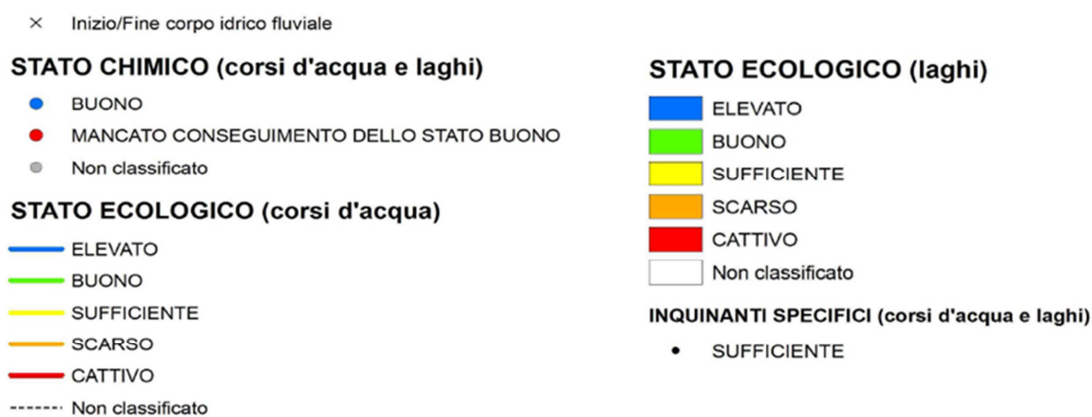 Inizio/Fine corpo idrico fluviale
STATO CHIMICO (corsi d'acqua e laghi)
BUONO
MANCATO CONSEGUIMENTO DELLO STATO BUONO
Non classificato
STATO ECOLOGICO (corsi d'acqua)
ELEVATO
BUONO
SUFFICIENTE
SCARSO
CATTIVO
Non classificato
STATO ECOLOGICO (laghi)
ELEVATO
BUONO
SUFFICIENTE
SCARSO
CATTIVO
Non classificato
INQUINANTI SPECIFICI (corsi d'acqua e laghi)
SUFFICIENTE